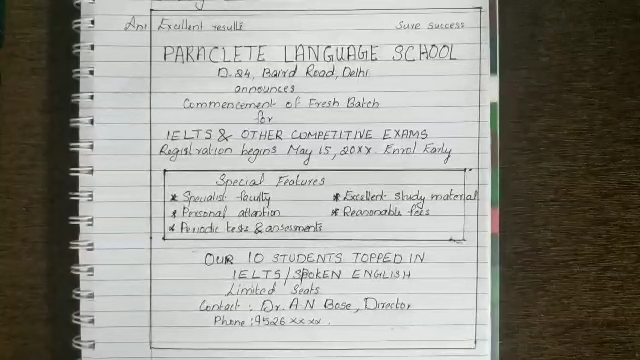 Ans Excellent results Sure success
PARACLETE LANGUAGE SCHOOL
D.24, Baird Road, Delhi
announces
Commencement of Fresh Batch
for
IELTS & OTHER COMPETITIVE EXAMS
Registration begins May 15, 20xx. Enrol Early
Special Features
* Specialist faculty * Excellent study material
* Personal attention * Reasonable fees
* Periodic tests & assessments
OUR 10 STUDENTS TOPPED IN
IELTS/SPOKEN ENGLISH
Limited Seats
Contact : Dr. A.N Bose, Director
Phone : 9526 xxxx.